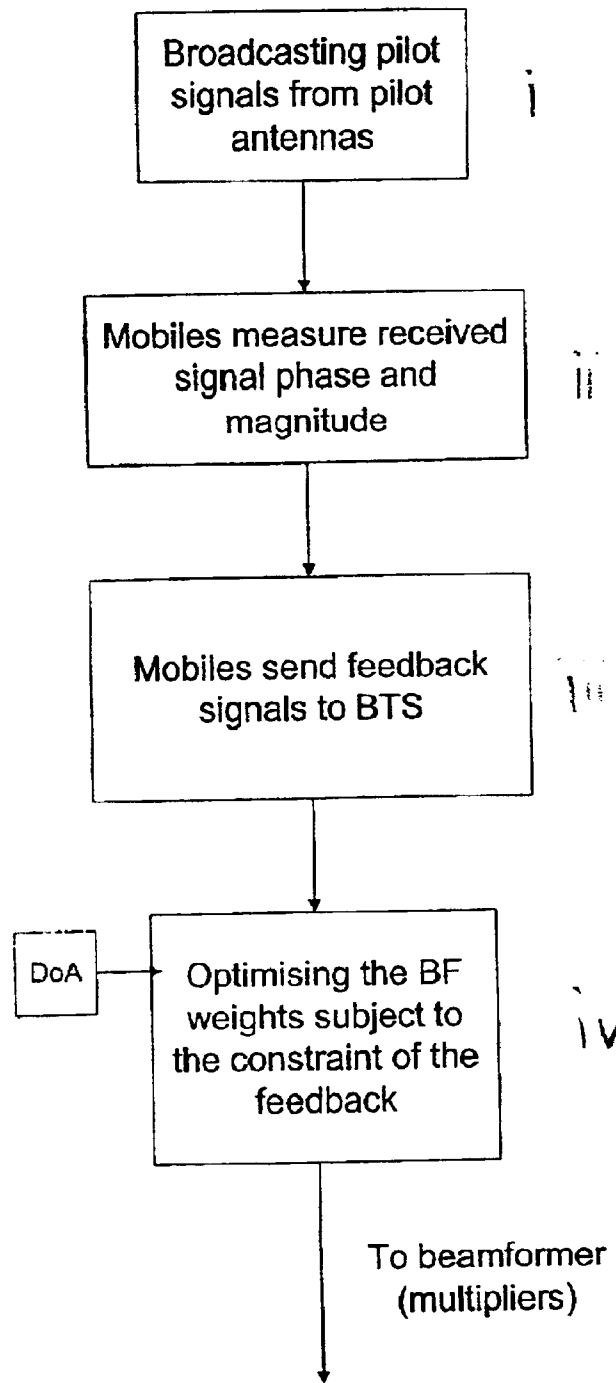 Broadcasting pilot
signals from pilot
antennas
i
Mobiles measure received
signal phase and
magnitude
ii
Mobiles send feedback
signals to BTS
iii
DoA
Optimising the BF
weights subject to
the constraint of the
feedback
iv
To beamformer
(multipliers)